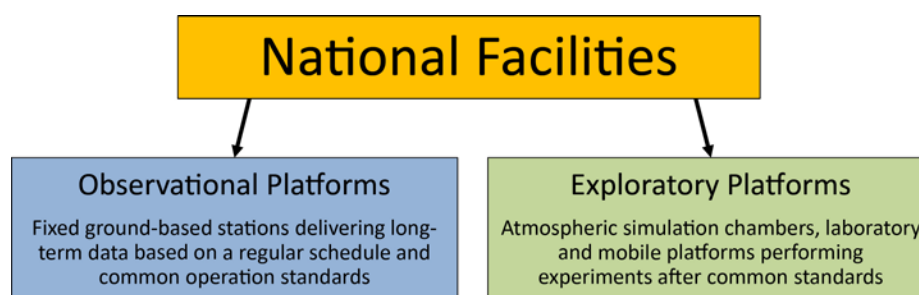 National Facilities
Observational Platforms
Fixed ground-based stations delivering long-
term data based on a regular schedule and
common operation standards
Exploratory Platforms
Atmospheric simulation chambers, laboratory
and mobile platforms performing
experiments after common standards